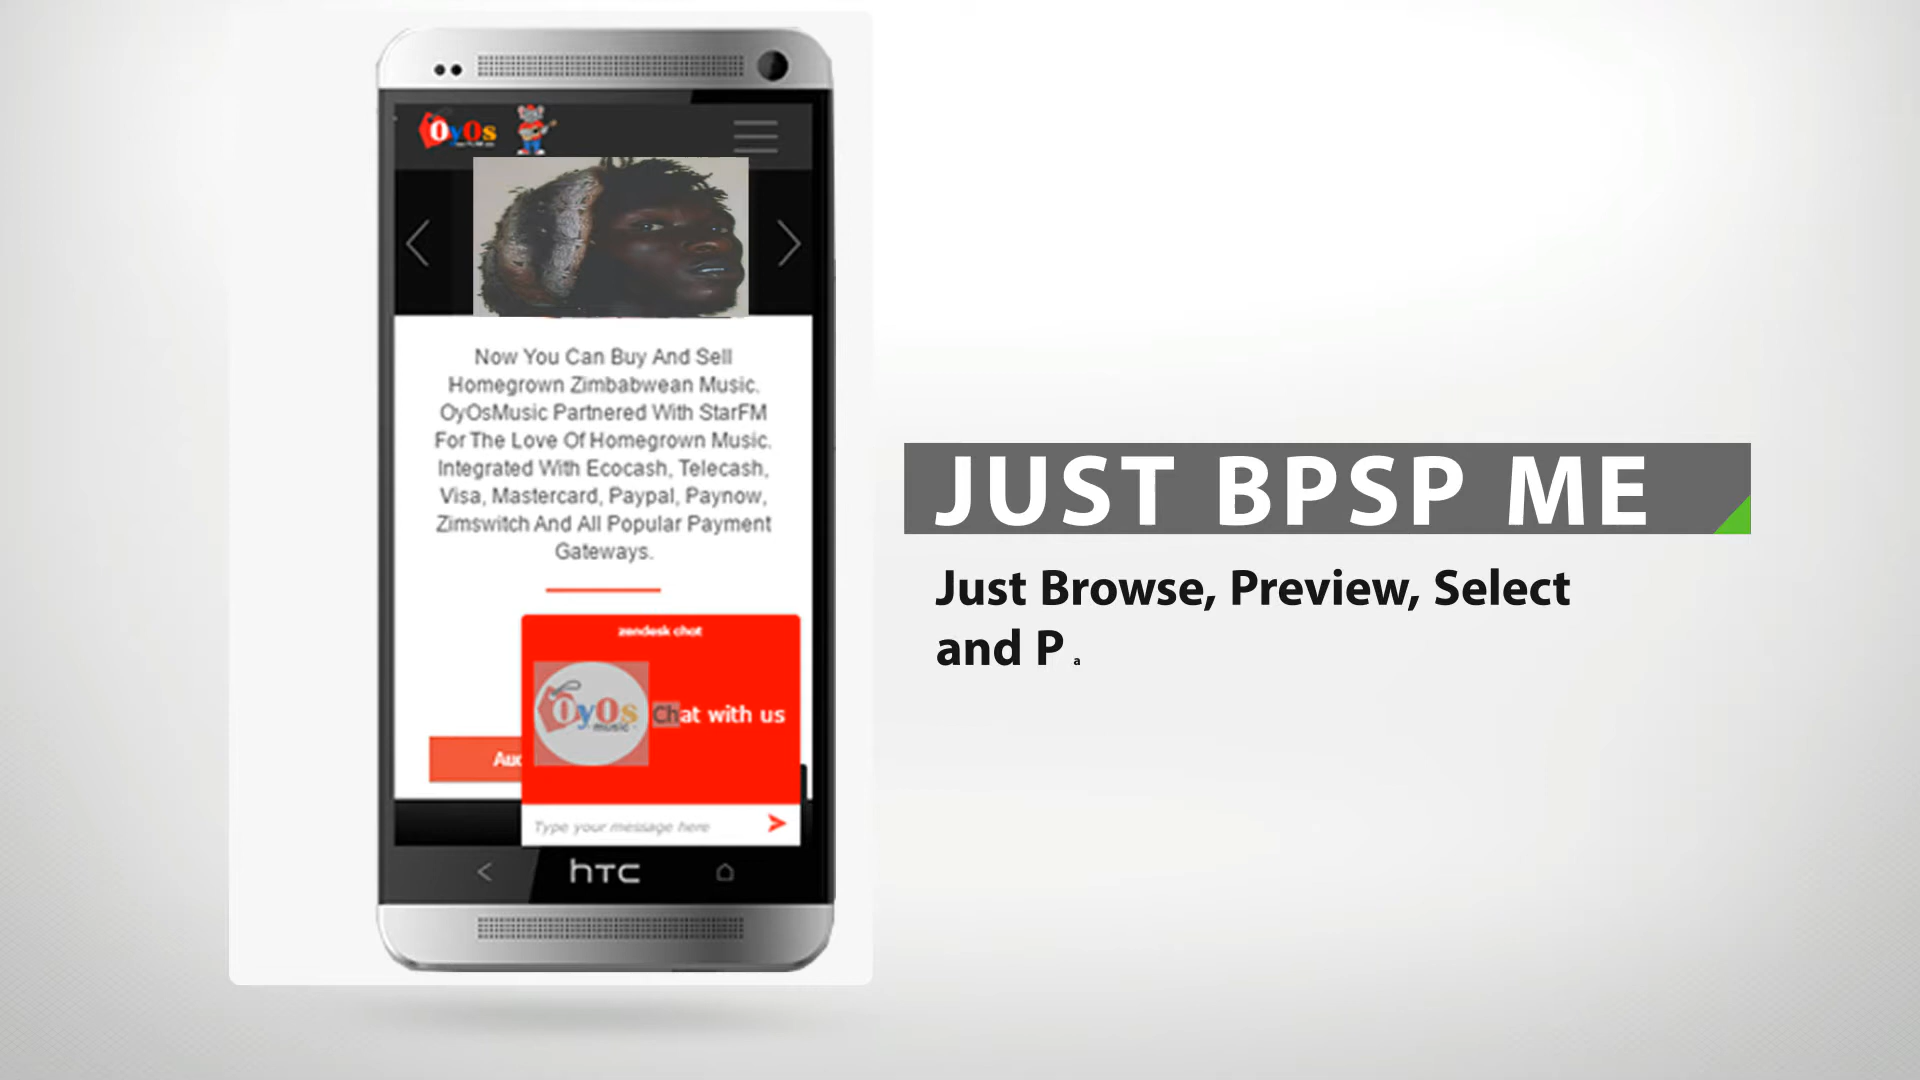 OyOs
Now You Can Buy And Sell
Homegrown Zimbabwean Music.
OyOsMusic Partnered With StarFM
For The Love Of Homegrown Music.
Integrated With Ecocash, Telecash,
Visa, Mastercard, Paypal, Paynow,
Zimswitch And All Popular Payment
Gateways.
zendesk chat
OyOs
music
Chat with us
Type your message here
hTC
JUST BPSP ME
Just Browse, Preview, Select
and P a